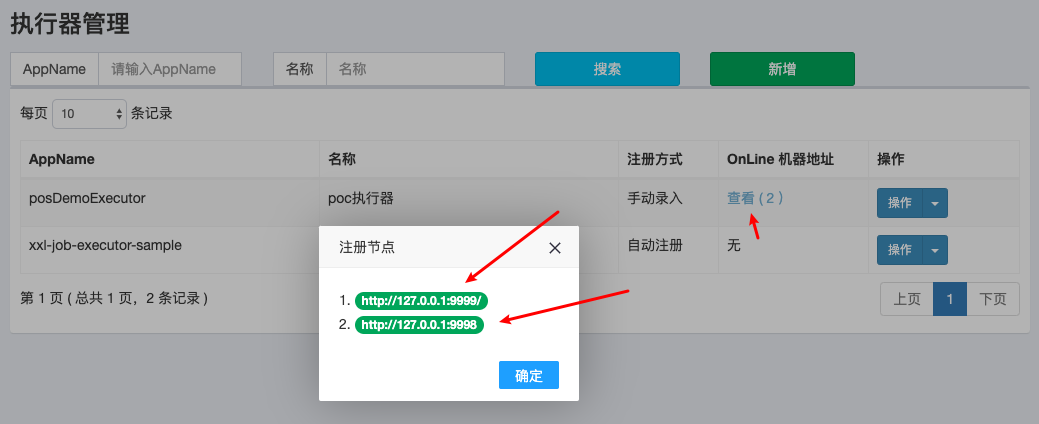 执行器管理
AppName 请输入AppName 名称 名称 搜索 新增
每页 10 条记录
AppName 名称 注册方式 OnLine 机器地址 操作
posDemoExecutor poc执行器 手动录入 查看 ( 2 ) 操作
xxl-job-executor-sample 自动注册 无 操作
第 1 页 ( 总共 1 页，2 条记录 ) 上页 1 下页
注册节点
1. http://127.0.0.1:9999/
2. http://127.0.0.1:9998
确定